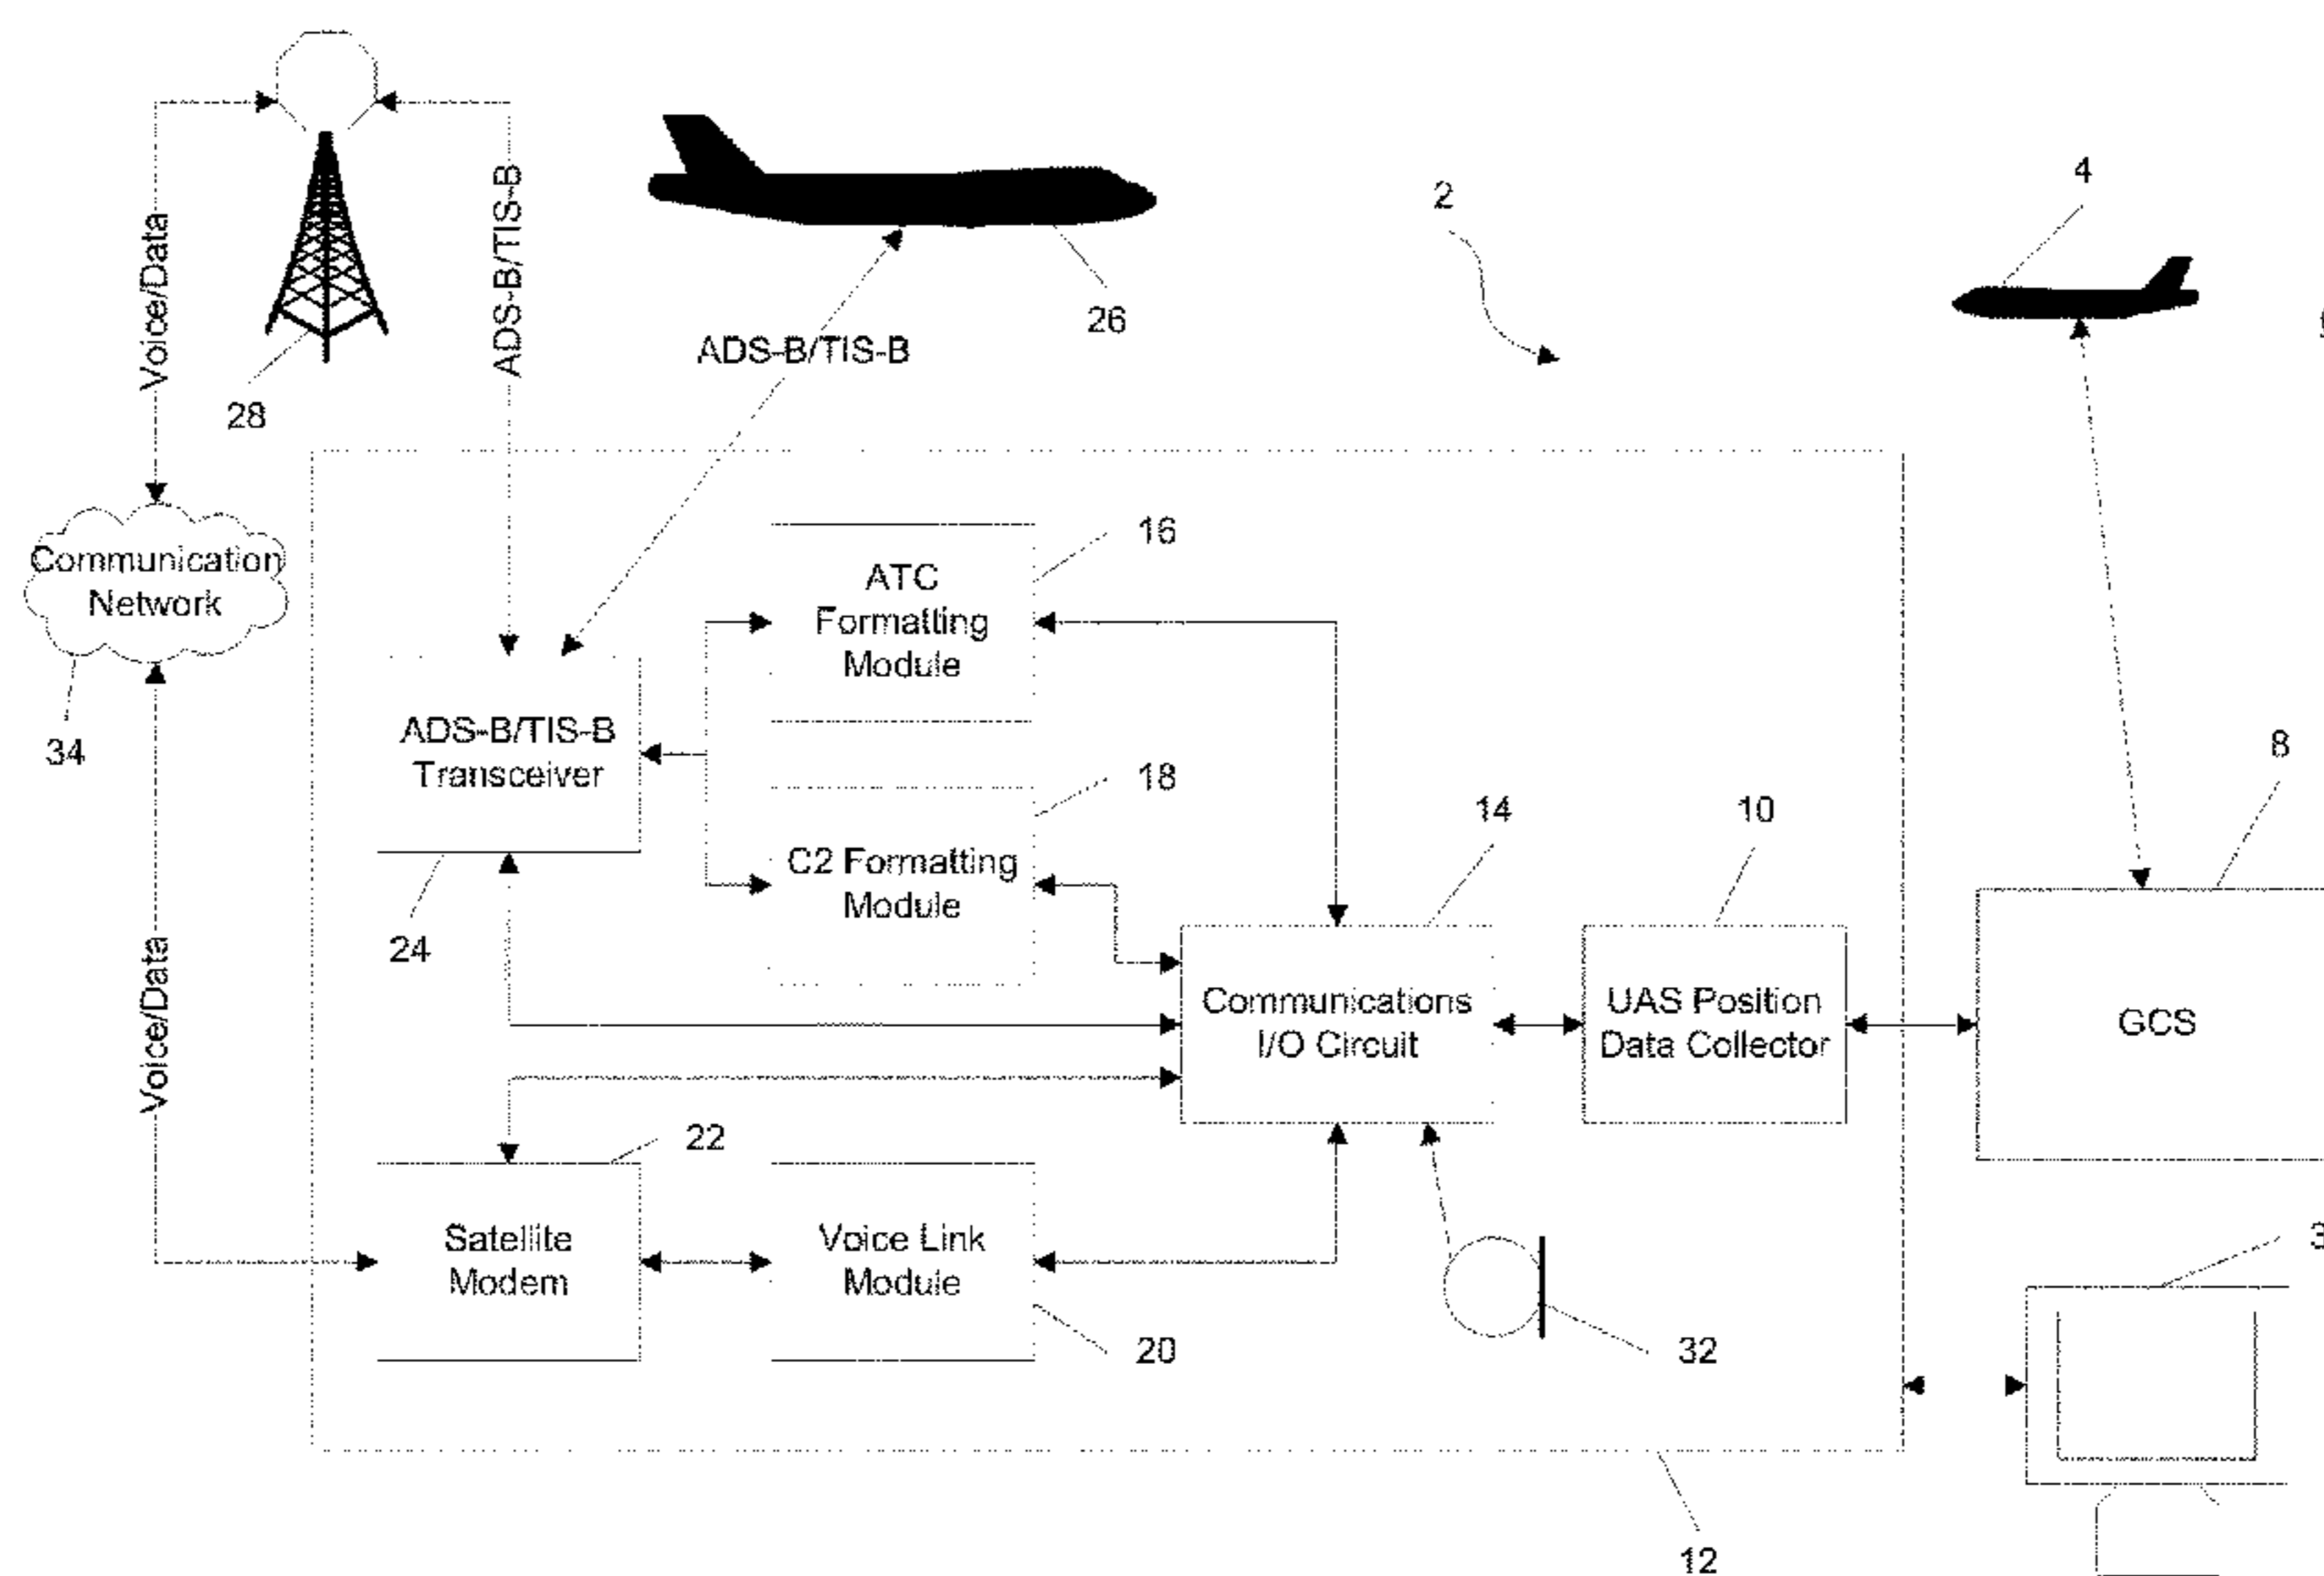 Voice/Data
ADS-B/TIS-B
ADS-B/TIS-B
2
4
26
28
Communication
Network
34
16
ATC
Formatting
Module
ADS-B/TIS-B
Transceiver
24
18
C2 Formatting
Module
14
10
8
Communications
I/O Circuit
UAS Position
Data Collector
GCS
Voice/Data
22
Satellite
Modem
Voice Link
Module
20
32
3
12